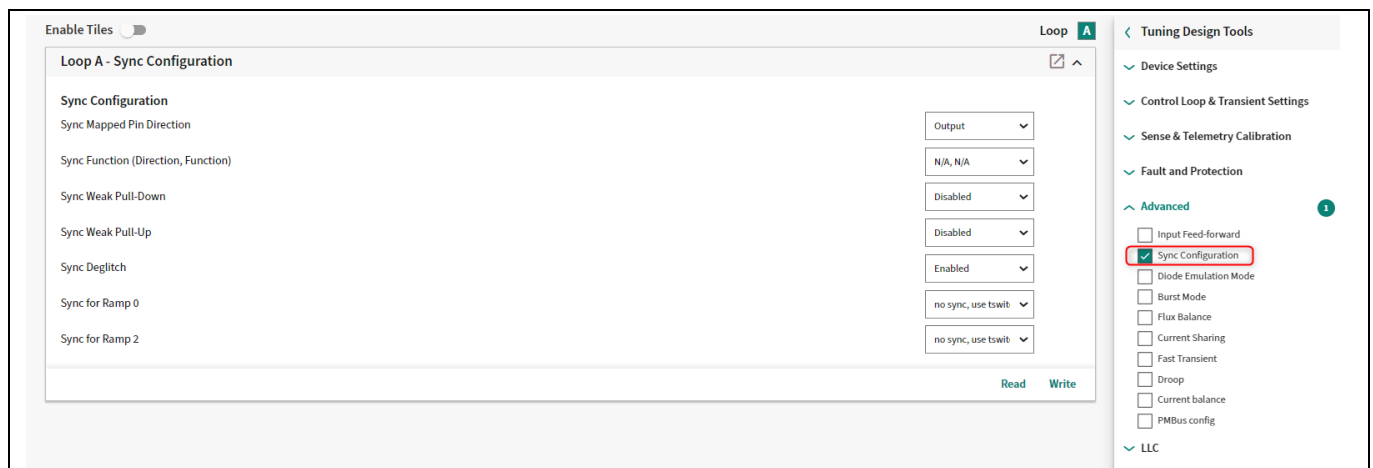 Enable Tiles
Loop A
Loop A - Sync Configuration
Sync Configuration
Sync Mapped Pin Direction
Output
Sync Function (Direction, Function)
N/A, N/A
Sync Weak Pull-Down
Disabled
Sync Weak Pull-Up
Disabled
Sync Deglitch
Enabled
Sync for Ramp 0
no sync, use tswit
Sync for Ramp 2
no sync, use tswit
Read Write
Tuning Design Tools
Device Settings
Control Loop & Transient Settings
Sense & Telemetry Calibration
Fault and Protection
Advanced 1
Input Feed-forward
Sync Configuration
Diode Emulation Mode
Burst Mode
Flux Balance
Current Sharing
Fast Transient
Droop
Current balance
PMBus config
LLC